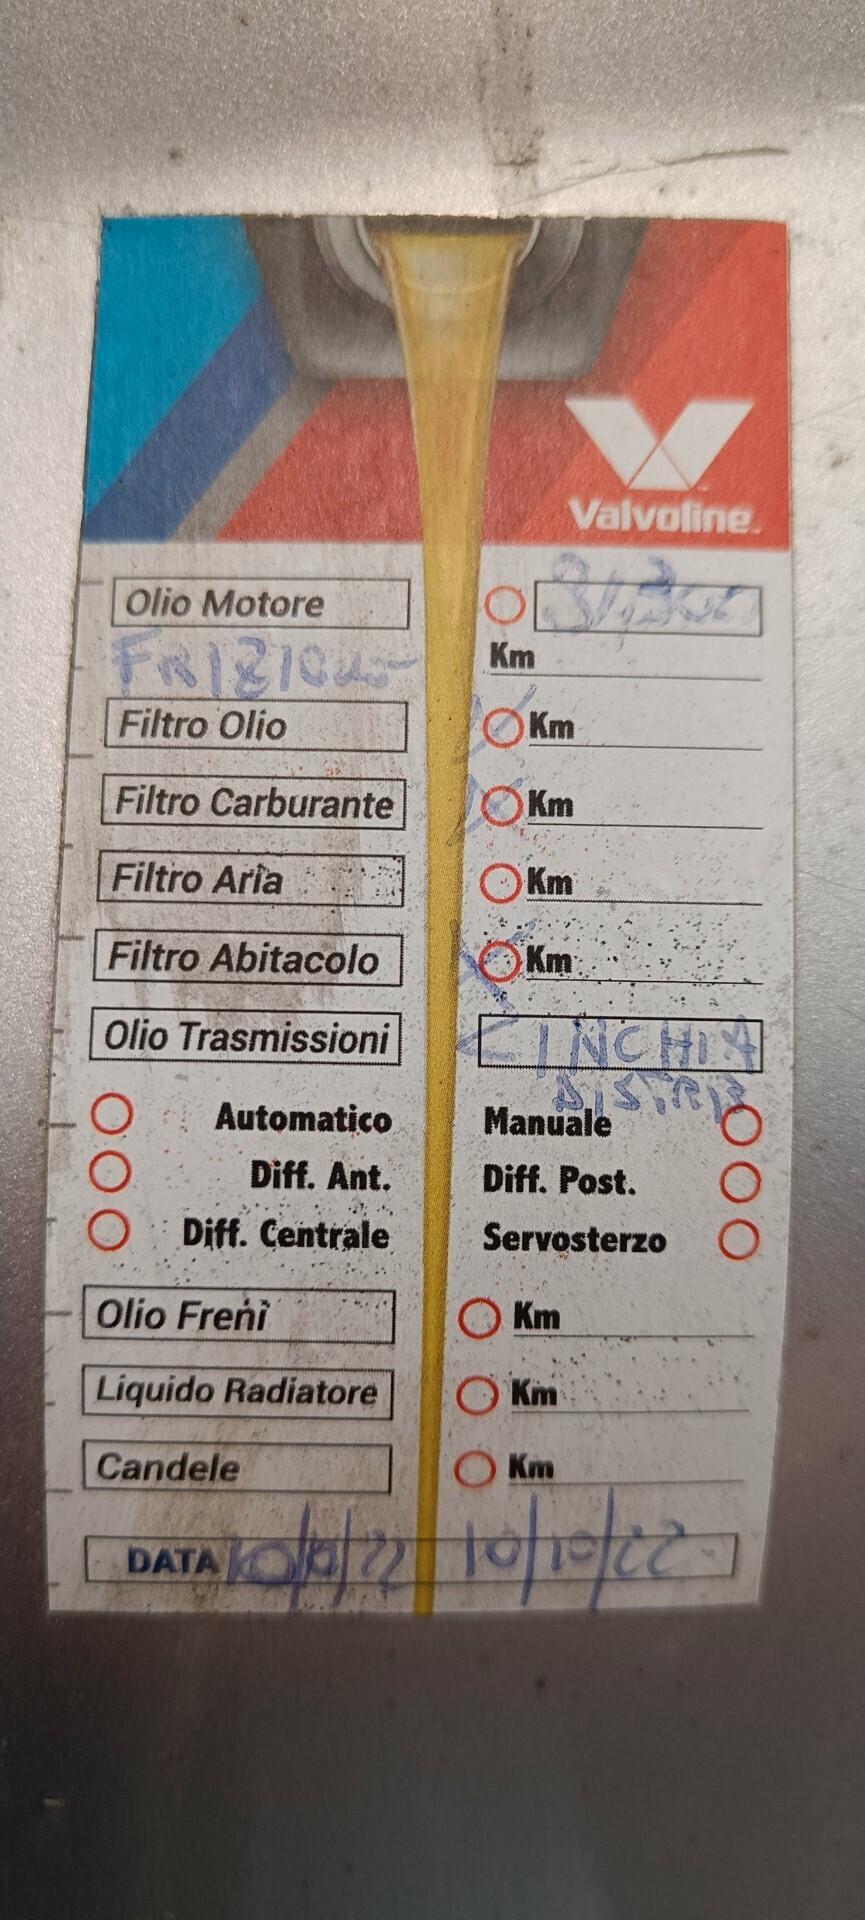 Valvoline
Olio Motore
Km
Filtro Olio Km
Filtro Carburante Km
Filtro Aria Km
Filtro Abitacolo Km
Olio Trasmissioni CINCHIA
DISTRIB
Automatico Manuale
Diff. Ant. Diff. Post.
Diff. Centrale Servosterzo
Olio Freni Km
Liquido Radiatore Km
Candele Km
DATA 10/10/22